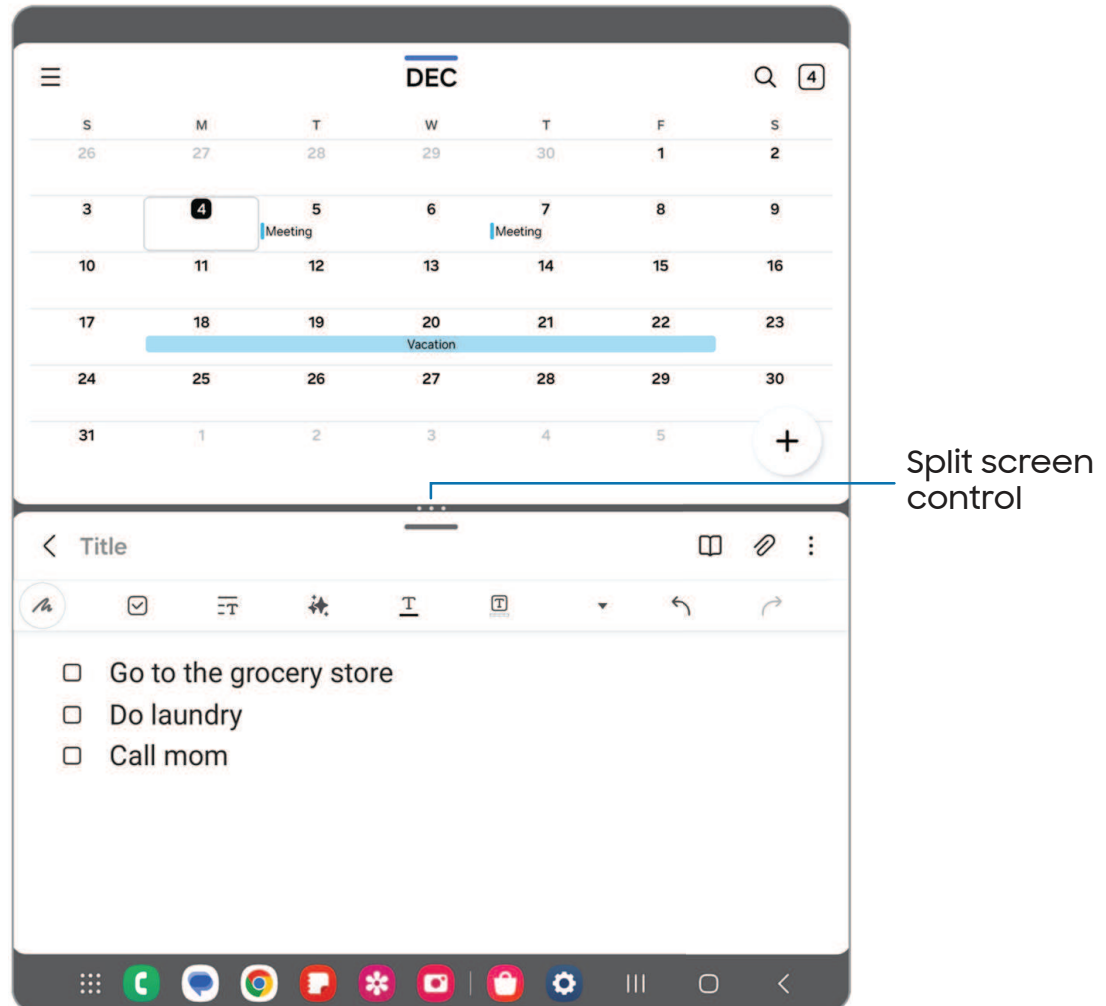 DEC
4
S M T W T F S
26 27 28 29 30 1 2
3 4 5 6 7 8 9
Meeting Meeting
10 11 12 13 14 15 16
17 18 19 20 21 22 23
Vacation
24 25 26 27 28 29 30
31 1 2 3 4 5
Split screen
control
Title
T T T
Go to the grocery store
Do laundry
Call mom